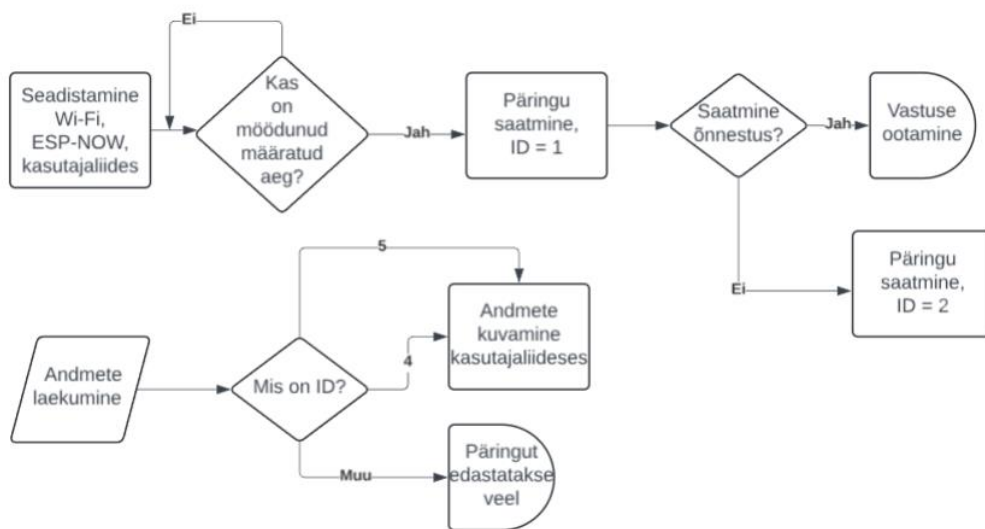 Ei
Seadistamine
Wi-Fi,
ESP-NOW,
kasutajaliides
Kas
on
möödunud
määratud
aeg?
Jah
Päringu
saatmine,
ID = 1
Saatmine
õnnestus?
Jah
Vastuse
ootamine
Ei
Päringu
saatmine,
ID = 2
Andmete
laekumine
Mis on ID?
5
4
Andmete
kuvamine
kasutajaliideses
Muu
Päringut
edastatakse
veel